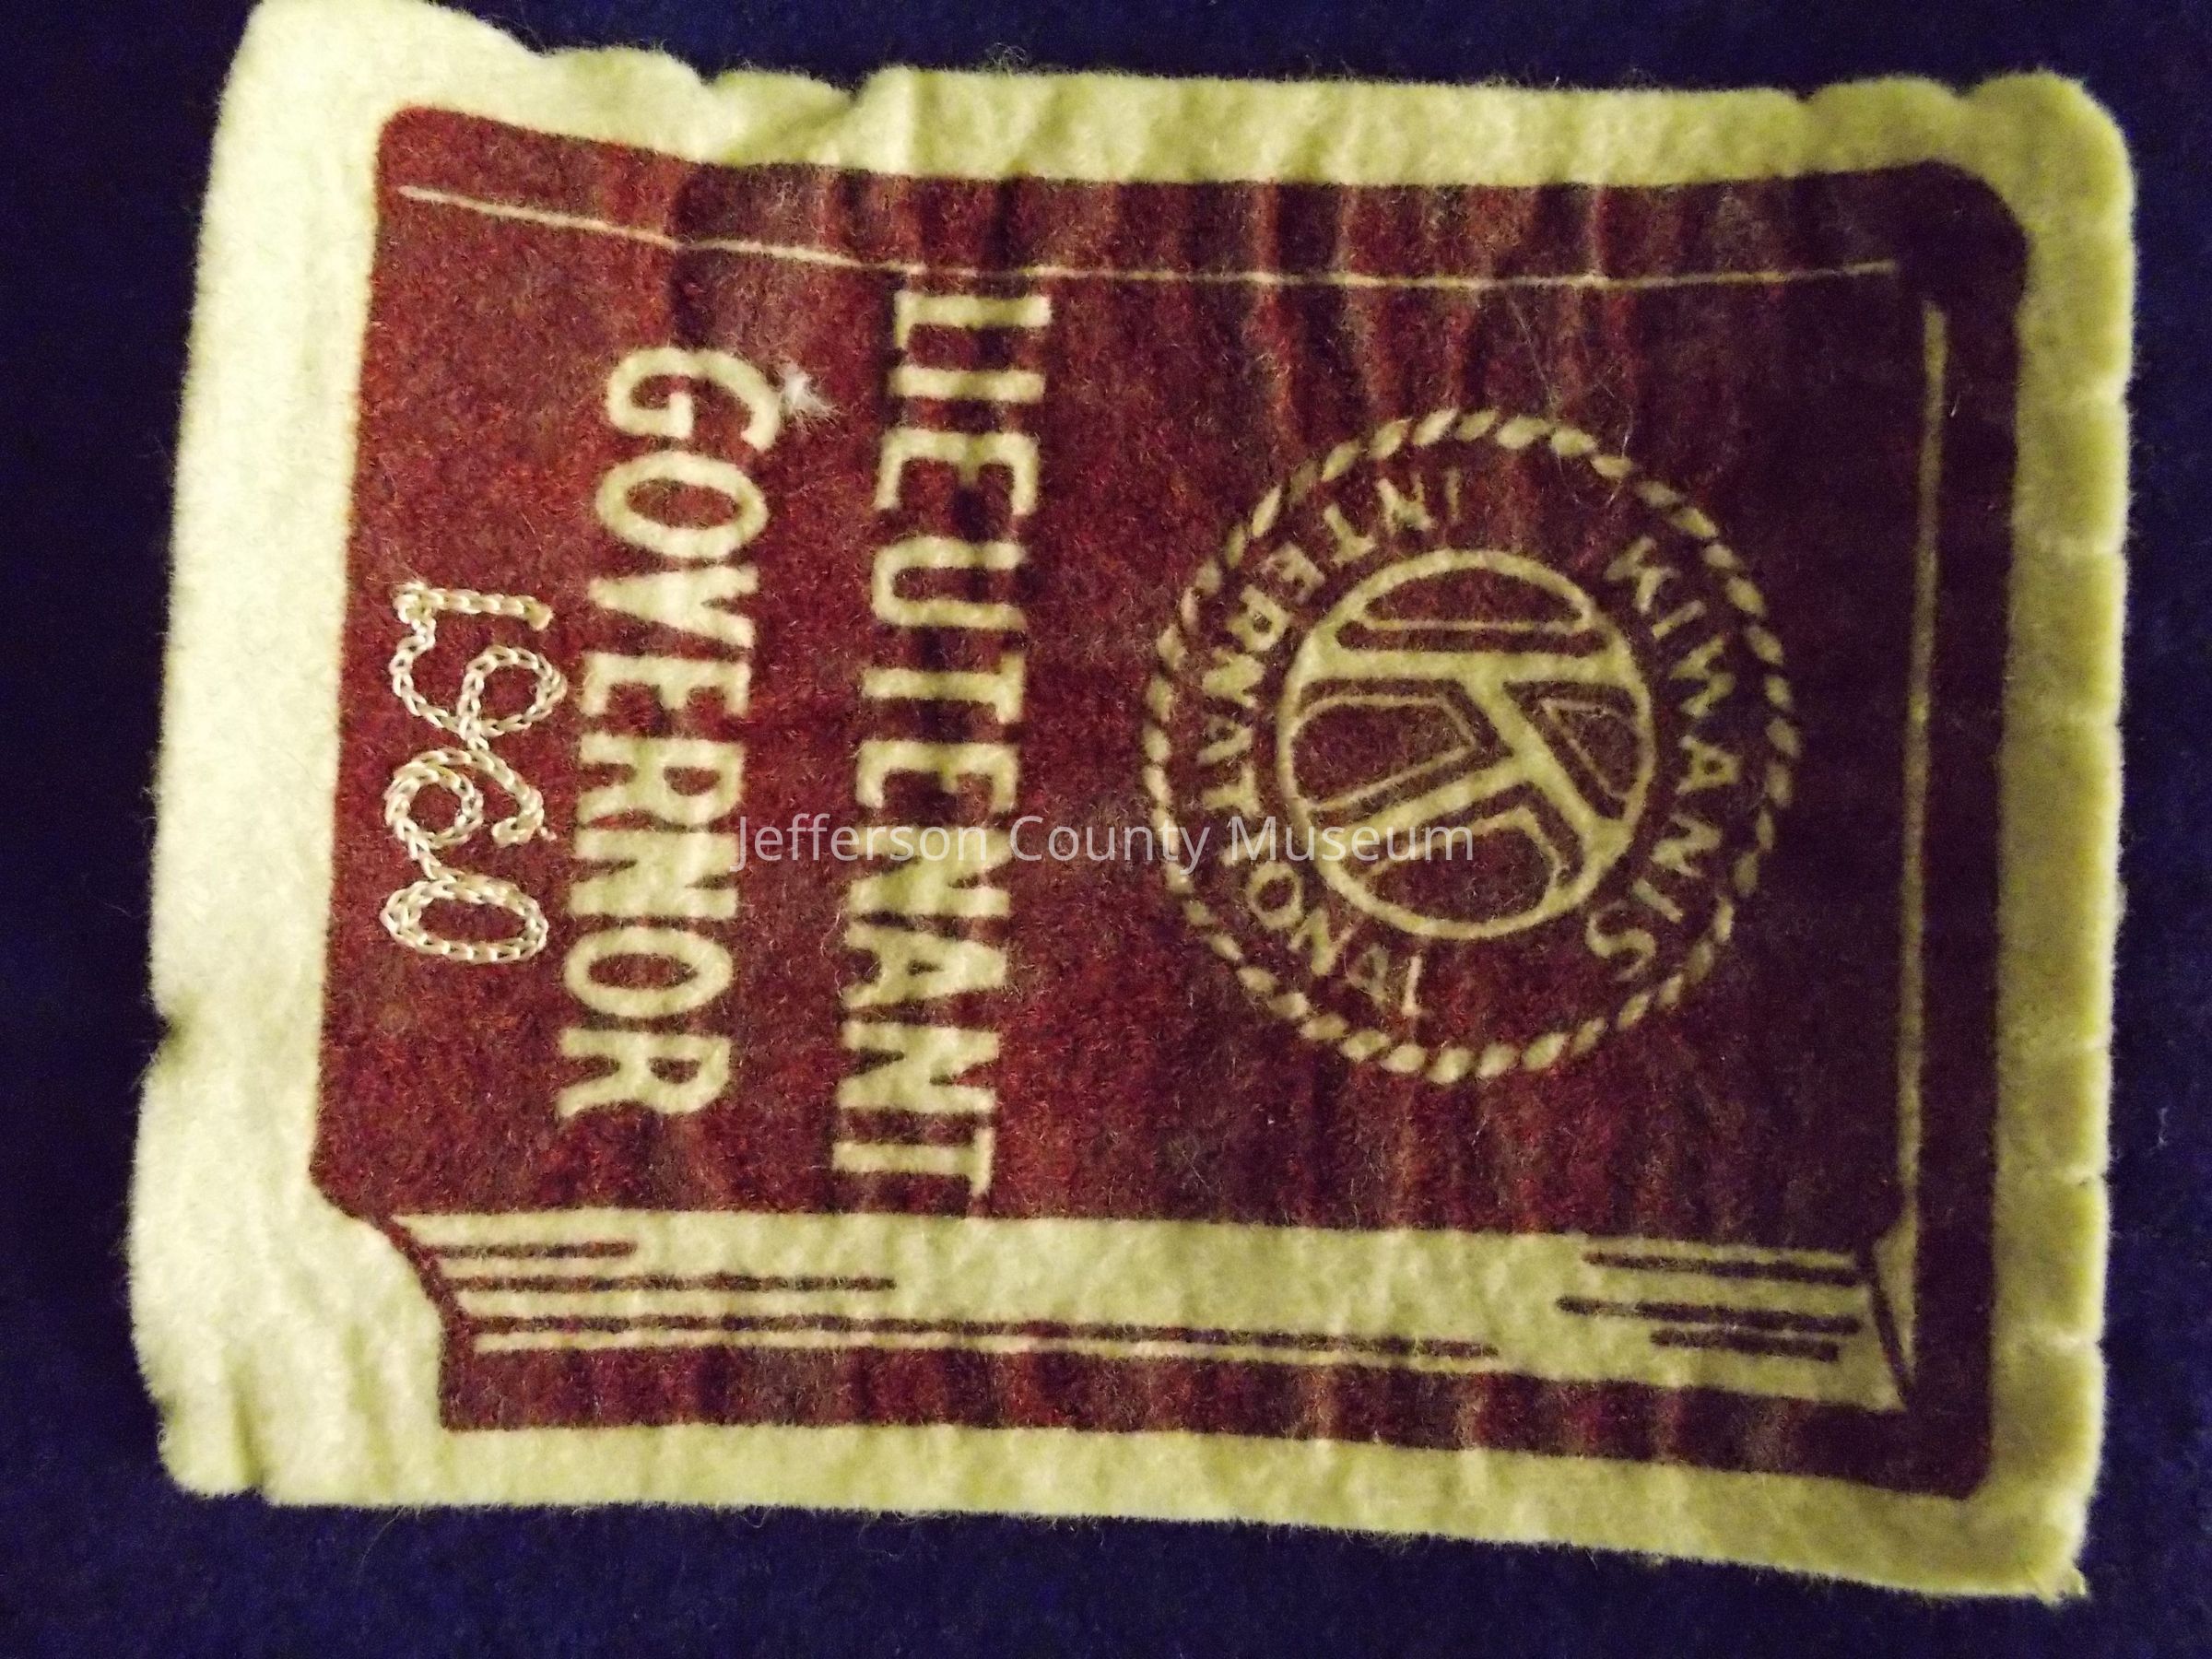 KIWANIS
INTERNATIONAL
K
LIEUTENANT
GOVERNOR
1960
Jefferson County Museum